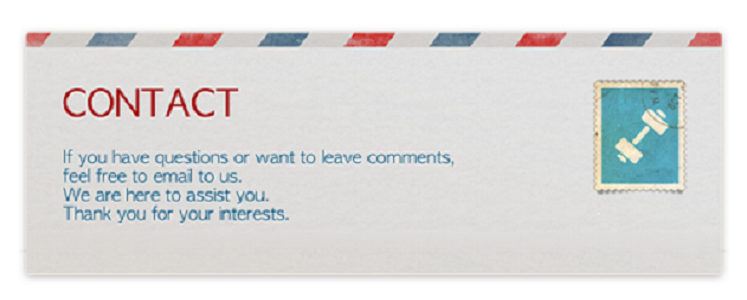 CONTACT
If you have questions or want to leave comments,
feel free to email to us.
We are here to assist you.
Thank you for your interests.